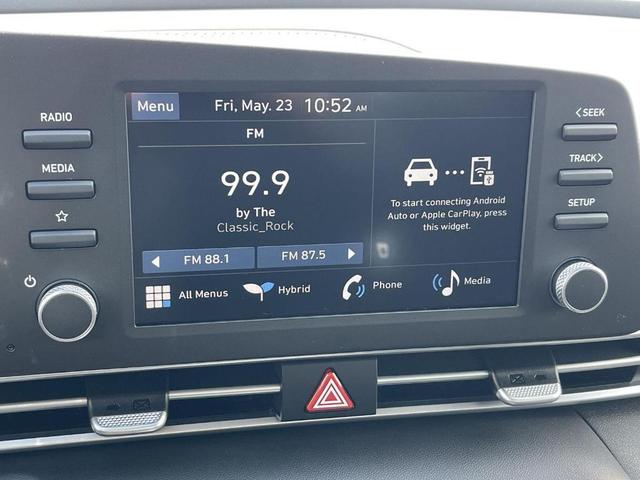 RADIO
MEDIA
Menu
Fri, May. 23 10:52 AM
FM
99.9
by The
Classic_Rock
FM 88.1
FM 87.5
To start connecting Android
Auto or Apple CarPlay, press
this widget.
All Menus
Hybrid
Phone
Media
SEEK
TRACK
SETUP